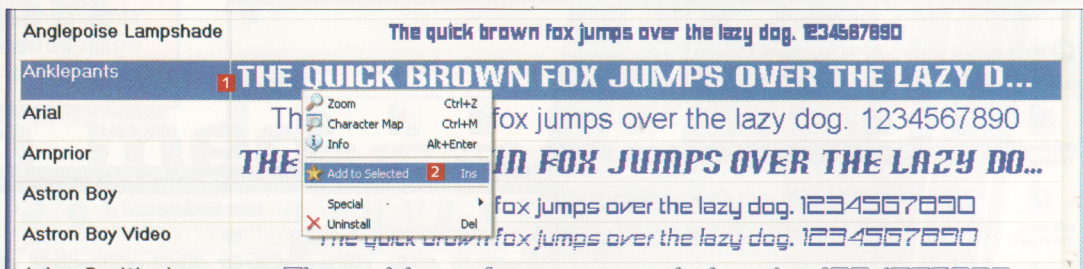 Anglepoise Lampshade The quick brown fox jumps over the lazy dog. 1234567890
Anklepants 1 THE QUICK BROWN FOX JUMPS OVER THE LAZY D...
Arial Th fox jumps over the lazy dog. 1234567890
Arnprior THE N FOX JUMPS OVER THE LAZY DO...
Astron Boy fox jumps over the lazy dog. 1234567890
Astron Boy Video The quick brown fox jumps over the lazy dog. 1234567890
Zoom Ctrl+Z
Character Map Ctrl+M
Info Alt+Enter
Add to Selected 2 Ins
Special
Uninstall Del